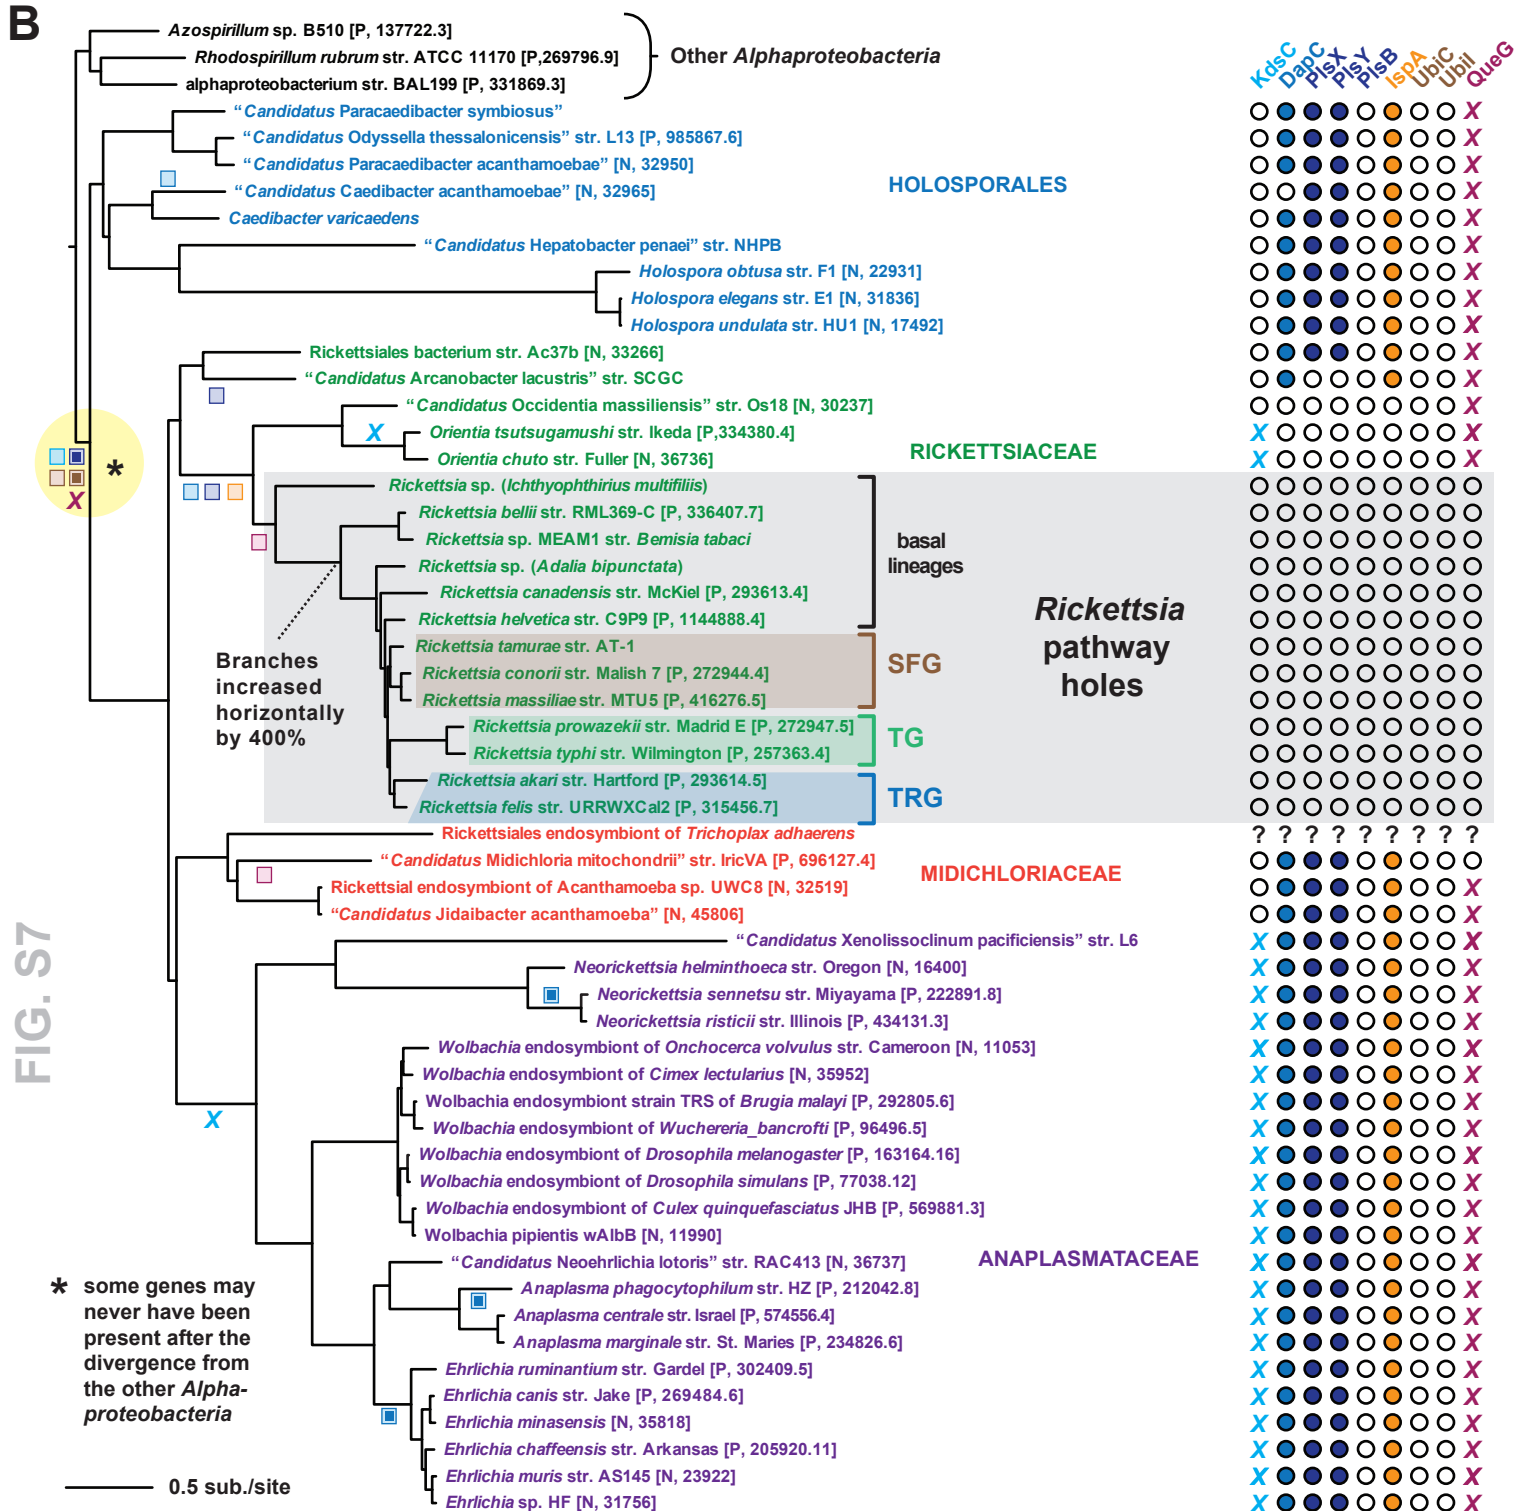 B
Azospirillum sp. B510 [P, 137722.3]
Rhodospirillum rubrum str. ATCC 11170 [P,269796.9]
alphaproteobacterium str. BAL199 [P, 331869.3]
Other Alphaproteobacteria
KdsC DapC PlsX PlsY PlsB IspA UbiC UbiI QueG
"Candidatus Paracaedibacter symbiosus" X
"Candidatus Odyssella thessalonicensis" str. L13 [P, 985867.6] X
"Candidatus Paracaedibacter acanthamoebae" [N, 32950] X
HOLOSPORALES
"Candidatus Caedibacter acanthamoebae" [N, 32965] X
Caedibacter varicaedens X
"Candidatus Hepatobacter penaei" str. NHPB X
Holospora obtusa str. F1 [N, 22931] X
Holospora elegans str. E1 [N, 31836] X
Holospora undulata str. HU1 [N, 17492] X
Rickettsiales bacterium str. Ac37b [N, 33266] X
"Candidatus Arcanobacter lacustris" str. SCGC X
"Candidatus Occidentia massiliensis" str. Os18 [N, 30237] X
X
Orientia tsutsugamushi str. Ikeda [P,334380.4] X X
RICKETTSIACEAE
Orientia chuto str. Fuller [N, 36736] X X
*
X
Rickettsia sp. (Ichthyophthirius multifiliis)
Rickettsia bellii str. RML369-C [P, 336407.7]
Rickettsia sp. MEAM1 str. Bemisia tabaci
Rickettsia sp. (Adalia bipunctata)
Rickettsia canadensis str. McKiel [P, 293613.4]
Rickettsia helvetica str. C9P9 [P, 1144888.4]
basal
lineages
Rickettsia
pathway
holes
Rickettsia tamurae str. AT-1
Rickettsia conorii str. Malish 7 [P, 272944.4]
Rickettsia massiliae str. MTU5 [P, 416276.5]
SFG
Branches
increased
horizontally
by 400%
Rickettsia prowazekii str. Madrid E [P, 272947.5]
Rickettsia typhi str. Wilmington [P, 257363.4]
TG
Rickettsia akari str. Hartford [P, 293614.5]
Rickettsia felis str. URRWXCal2 [P, 315456.7]
TRG
Rickettsiales endosymbiont of Trichoplax adhaerens ? ? ? ? ? ? ? ? ?
"Candidatus Midichloria mitochondrii" str. IricVA [P, 696127.4]
MIDICHLORIACEAE
Rickettsial endosymbiont of Acanthamoeba sp. UWC8 [N, 32519] X
"Candidatus Jidaibacter acanthamoeba" [N, 45806] X
"Candidatus Xenolissoclinum pacificiensis" str. L6 X X
Neorickettsia helminthoeca str. Oregon [N, 16400] X X
Neorickettsia sennetsu str. Miyayama [P, 222891.8] X X
Neorickettsia risticii str. Illinois [P, 434131.3] X X
FIG. S7
Wolbachia endosymbiont of Onchocerca volvulus str. Cameroon [N, 11053] X X
Wolbachia endosymbiont of Cimex lectularius [N, 35952] X X
Wolbachia endosymbiont strain TRS of Brugia malayi [P, 292805.6] X X
X
Wolbachia endosymbiont of Wuchereria_bancrofti [P, 96496.5] X X
Wolbachia endosymbiont of Drosophila melanogaster [P, 163164.16] X X
Wolbachia endosymbiont of Drosophila simulans [P, 77038.12] X X
Wolbachia endosymbiont of Culex quinquefasciatus JHB [P, 569881.3] X X
Wolbachia pipientis wAlbB [N, 11990] X X
ANAPLASMATACEAE
"Candidatus Neoehrlichia lotoris" str. RAC413 [N, 36737] X X
Anaplasma phagocytophilum str. HZ [P, 212042.8] X X
Anaplasma centrale str. Israel [P, 574556.4] X X
Anaplasma marginale str. St. Maries [P, 234826.6] X X
Ehrlichia ruminantium str. Gardel [P, 302409.5] X X
Ehrlichia canis str. Jake [P, 269484.6] X X
Ehrlichia minasensis [N, 35818] X X
Ehrlichia chaffeensis str. Arkansas [P, 205920.11] X X
Ehrlichia muris str. AS145 [N, 23922] X X
Ehrlichia sp. HF [N, 31756] X X
* some genes may
never have been
present after the
divergence from
the other Alpha-
proteobacteria
0.5 sub./site